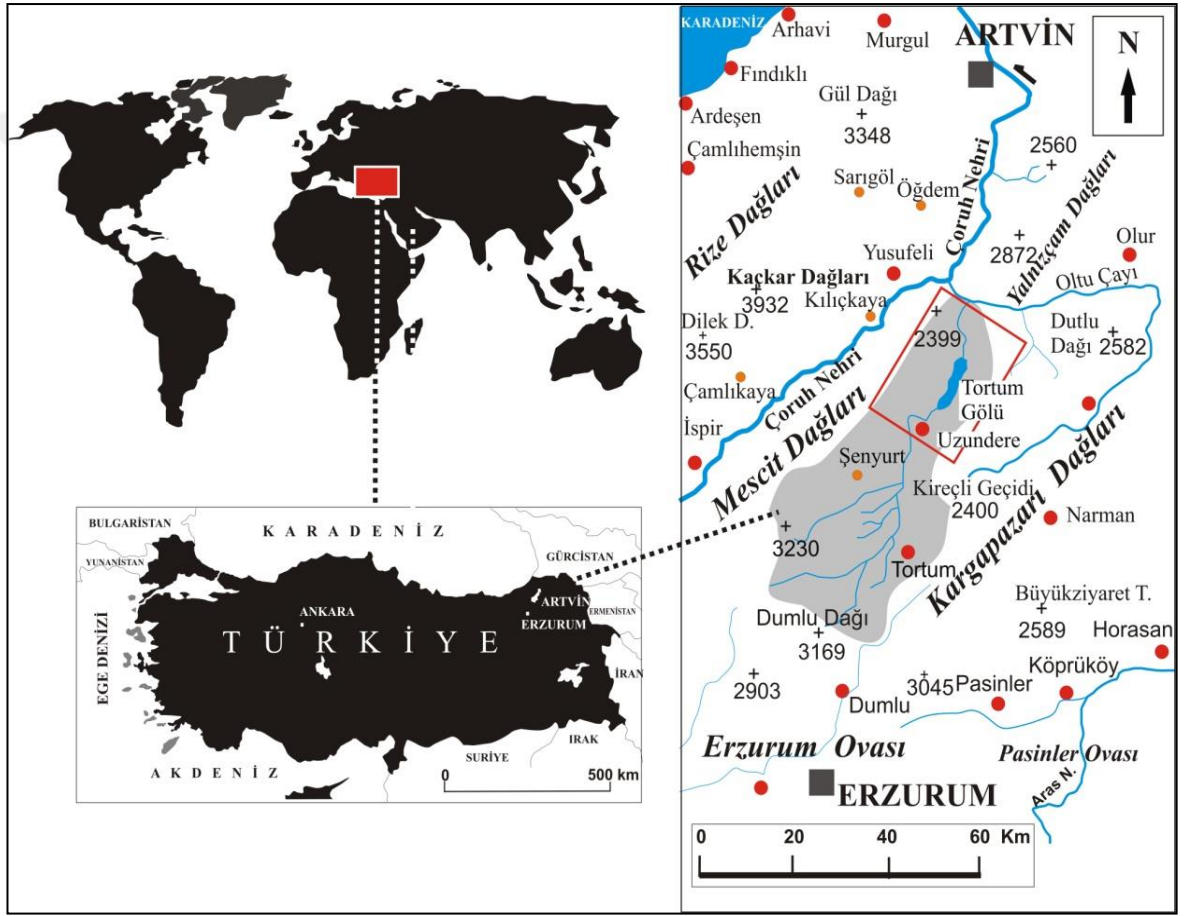 BULGARİSTAN
YUNANİSTAN
KARADENİZ
GÜRCİSTAN
ARTVİN
ERMENİSTAN
ANKARA
ERZURUM
TÜRKİYE
EGE DENİZİ
İRAN
IRAK
SURİYE
AKDENİZ
0 500 km
KARADENİZ
Arhavi
Murgul
ARTVİN
N
Fındıklı
Gül Dağı
3348
Ardeşen
Çamlıhemşin
2560
Sarıgöl
Öğdem
Rize Dağları
Çoruh Nehri
Yalnızçam Dağları
2872
Olur
Yusufeli
Kaçkar Dağları
3932
Kılıçkaya
Oltu Çayı
Dilek D.
3550
2399
Dutlu
Dağı 2582
Çamlıkaya
Çoruh Nehri
Tortum
Gölü
İspir
Mescit Dağları
Uzundere
Şenyurt
Kireçli Geçidi
2400
Narman
3230
Tortum
Kargapazarı Dağları
Büyükziyaret T.
2589
Dumlu Dağı
3169
Horasan
2903
3045
Pasinler
Köprüköy
Dumlu
Erzurum Ovası
Pasinler Ovası
ERZURUM
Aras N.
0 20 40 60 Km